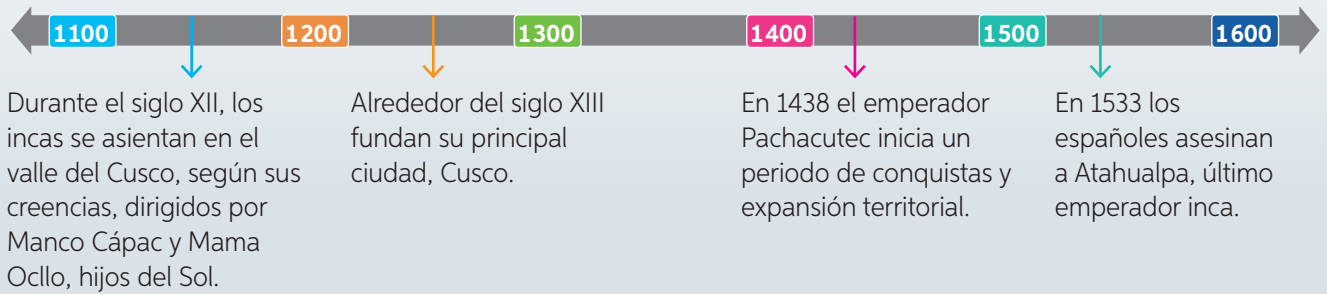 1100 1200 1300 1400 1500 1600
Durante el siglo XII, los
incas se asientan en el
valle del Cusco, según sus
creencias, dirigidos por
Manco Cápac y Mama
Ocllo, hijos del Sol.
Alrededor del siglo XIII
fundan su principal
ciudad, Cusco.
En 1438 el emperador
Pachacutec inicia un
periodo de conquistas y
expansión territorial.
En 1533 los
españoles asesinan
a Atahualpa, último
emperador inca.